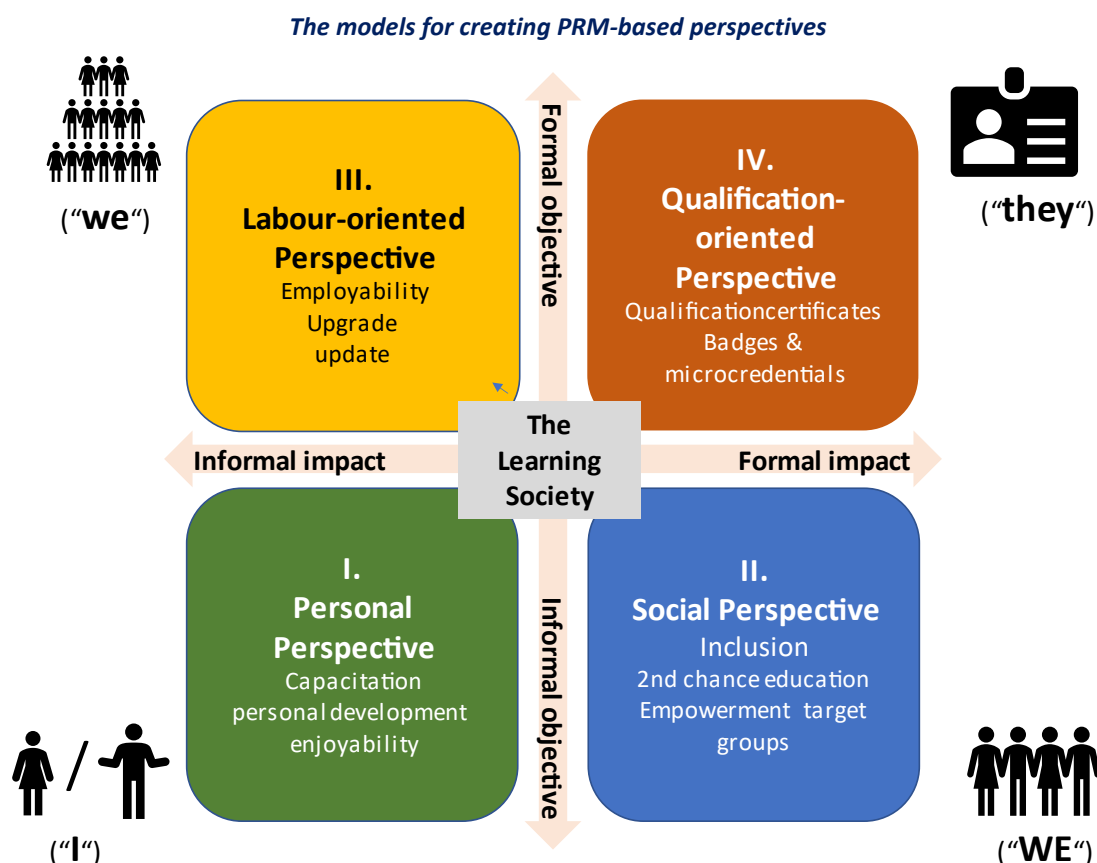 The models for creating PRM-based perspectives
("we")
III.
Labour-oriented
Perspective
Employability
Upgrade
update
Formal objective
IV.
Qualification-
oriented
Perspective
Qualificationcertificates
Badges &
microcredentials
("they")
Informal impact
The
Learning
Society
Formal impact
I.
Personal
Perspective
Capacitation
personal development
enjoyability
Informal objective
II.
Social Perspective
Inclusion
2nd chance education
Empowerment target
groups
/
("I")
("WE")